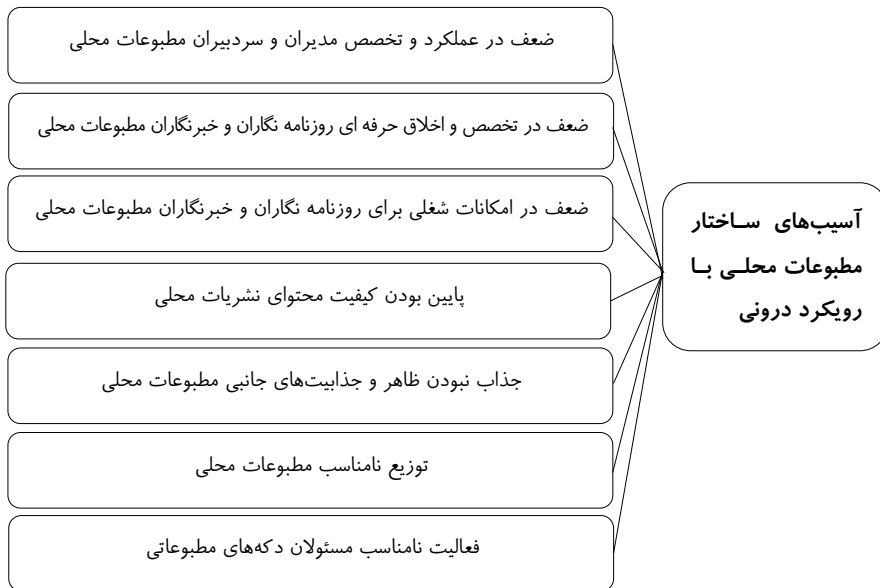 ضعف در عملکرد و تخصص مدیران و سردبیران مطبوعات محلی
ضعف در تخصص و اخلاق حرفه ای روزنامه نگاران و خبرنگاران مطبوعات محلی
ضعف در امکانات شغلی برای روزنامه نگاران و خبرنگاران مطبوعات محلی
پایین بودن کیفیت محتوای نشریات محلی
جذاب نبودن ظاهر و جذابیت‌های جانبی مطبوعات محلی
توزیع نامناسب مطبوعات محلی
فعالیت نامناسب مسئولان دکه‌های مطبوعاتی
آسیب‌های ساختار
مطبوعات محلی با
رویکرد درونی